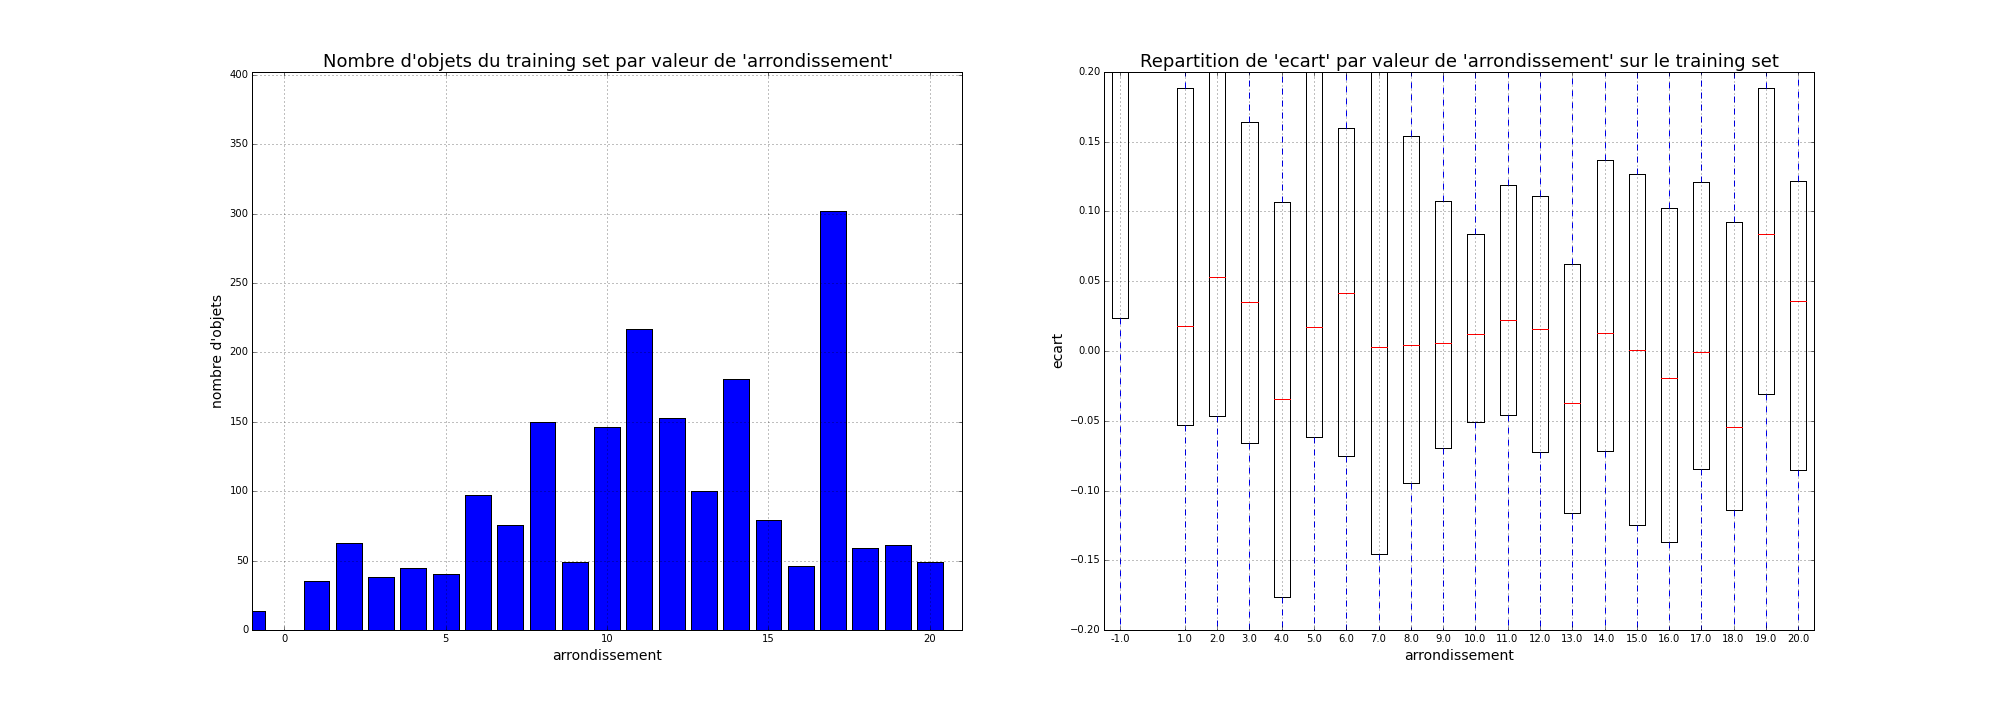 Nombre d'objets du training set par valeur de 'arrondissement'
400
350
300
250
200
150
100
50
0
nombre d'objets
0 5 10 15 20
arrondissement
Repartition de 'ecart' par valeur de 'arrondissement' sur le training set
0.20
0.15
0.10
0.05
0.00
−0.05
−0.10
−0.15
−0.20
ecart
-1.0 1.0 2.0 3.0 4.0 5.0 6.0 7.0 8.0 9.0 10.0 11.0 12.0 13.0 14.0 15.0 16.0 17.0 18.0 19.0 20.0
arrondissement